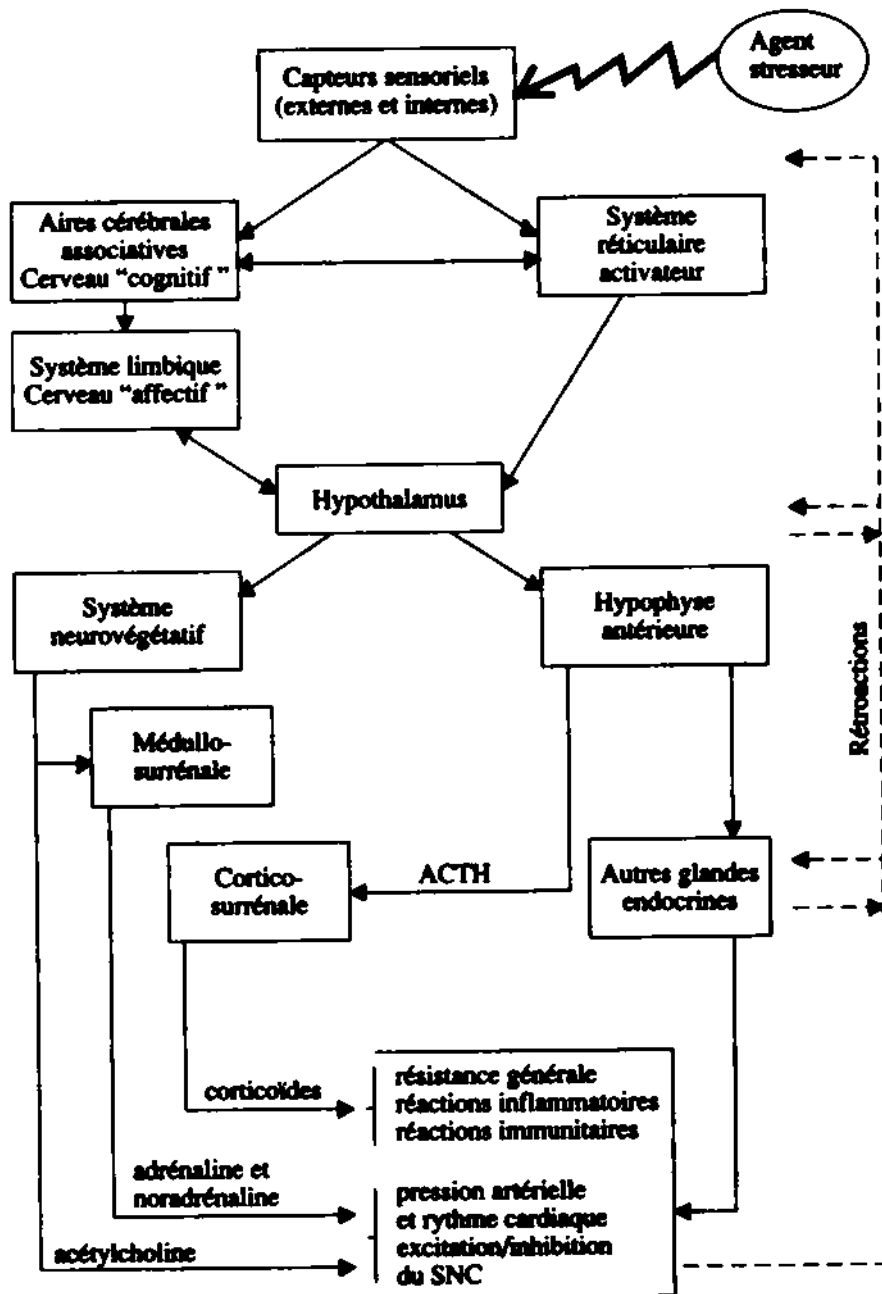 Agent
stresseur
Capteurs sensoriels
(externes et internes)
Aires cérébrales
associatives
Cerveau “cognitif ”
Système
réticulaire
activateur
Système limbique
Cerveau “affectif ”
Hypothalamus
Système
neurovégétatif
Hypophyse
antérieure
Rétroactions
Médullo-
surrénale
Cortico-
surrénale
ACTH
Autres glandes
endocrines
corticoïdes
résistance générale
réactions inflammatoires
réactions immunitaires
adrénaline et
noradrénaline
pression artérielle
et rythme cardiaque
excitation/inhibition
du SNC
acétylcholine